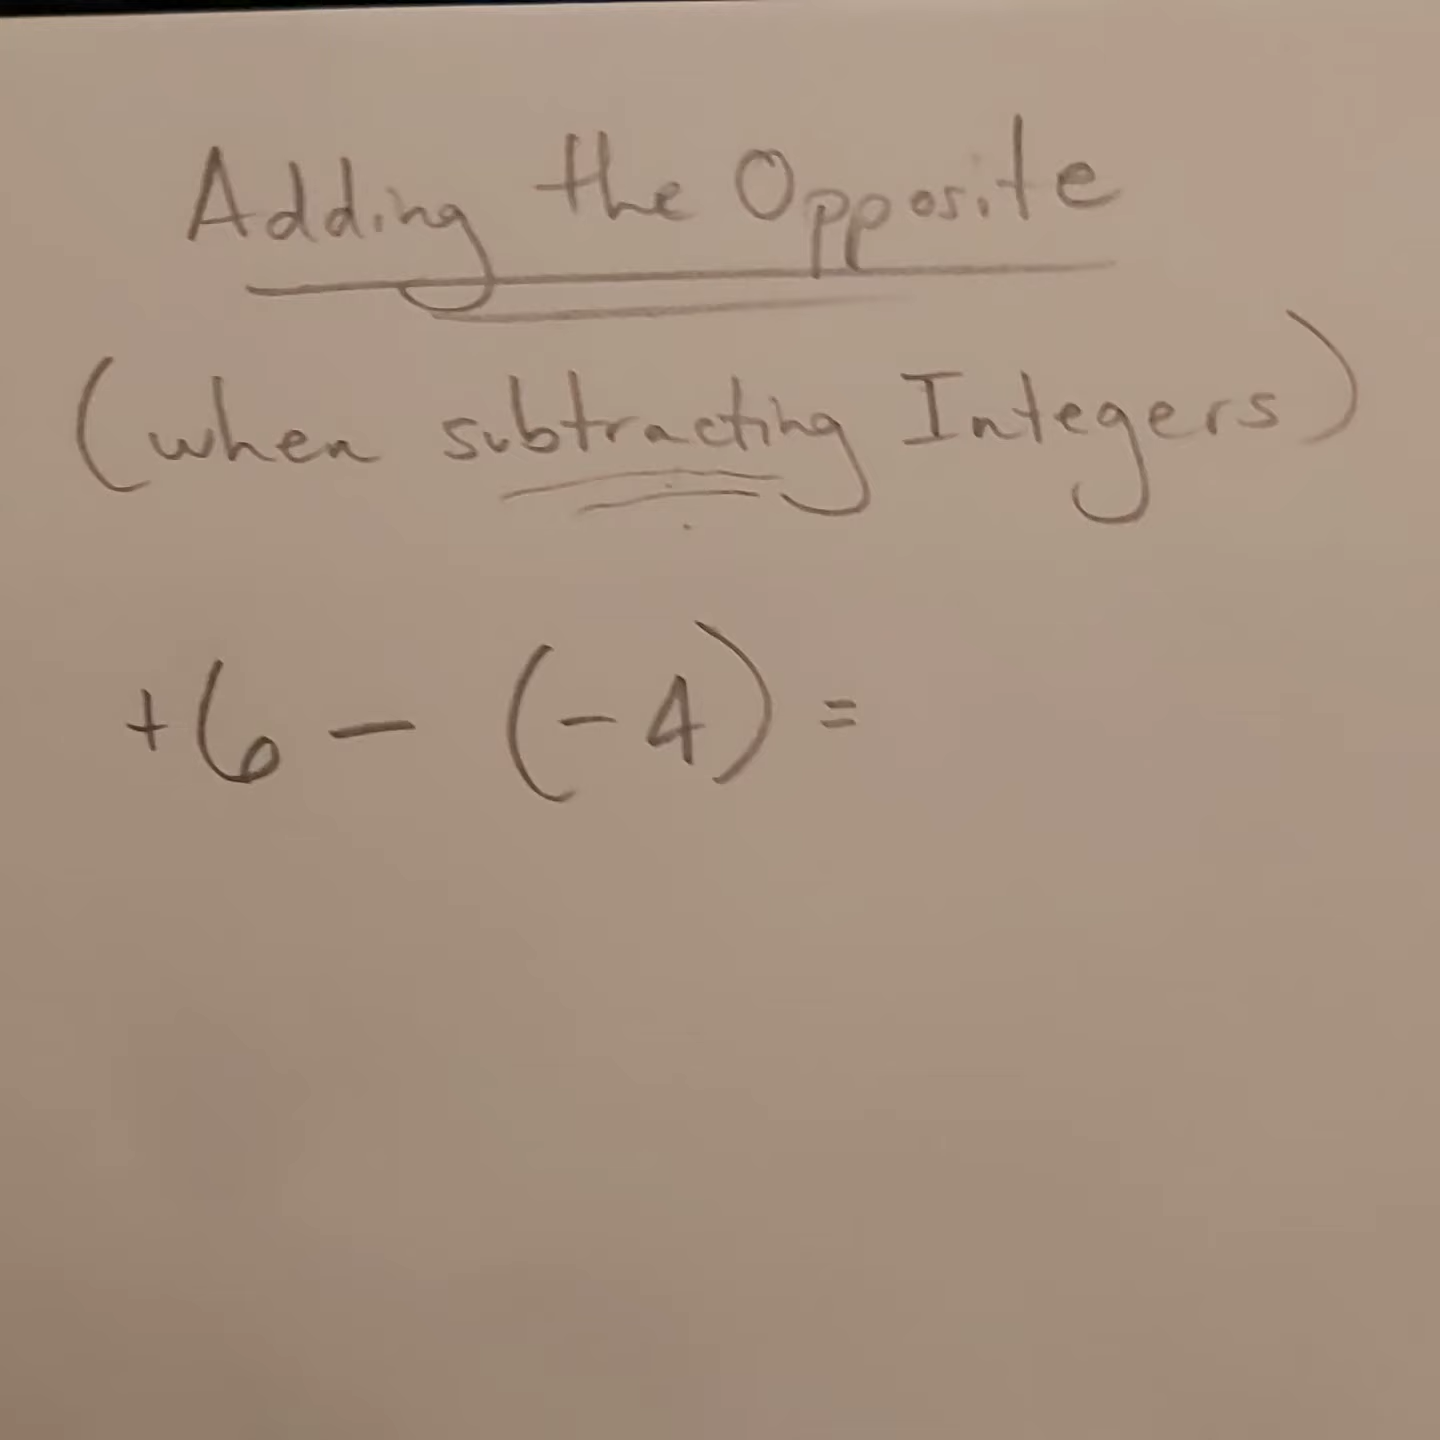 Adding the Opposite
(when subtracting Integers)
+6 - (-4) =